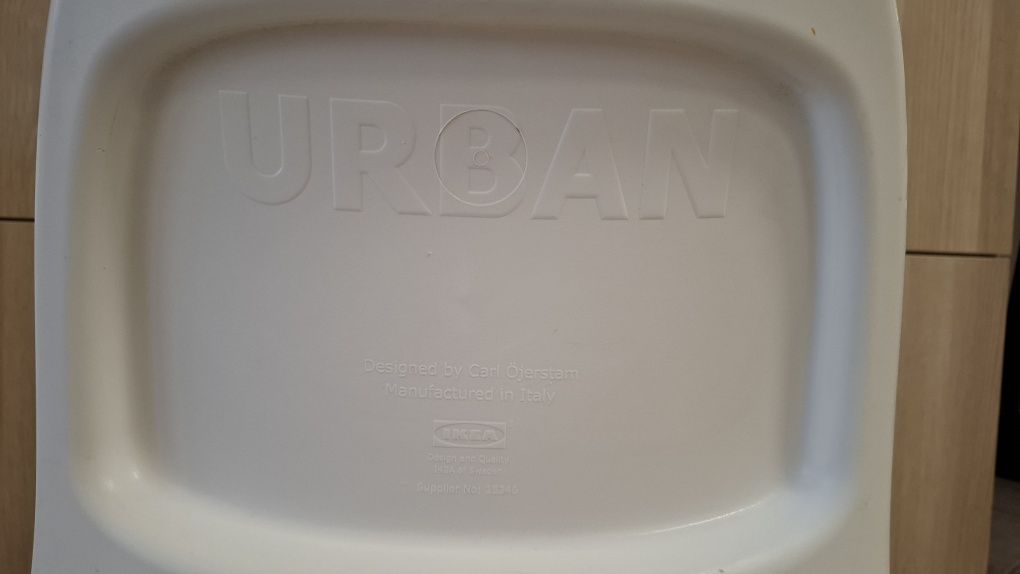 URBAN
Designed by Carl Öjerstam
Manufactured in Italy
IKEA
Design and Quality
IKEA of Sweden
Supplier No: 18346